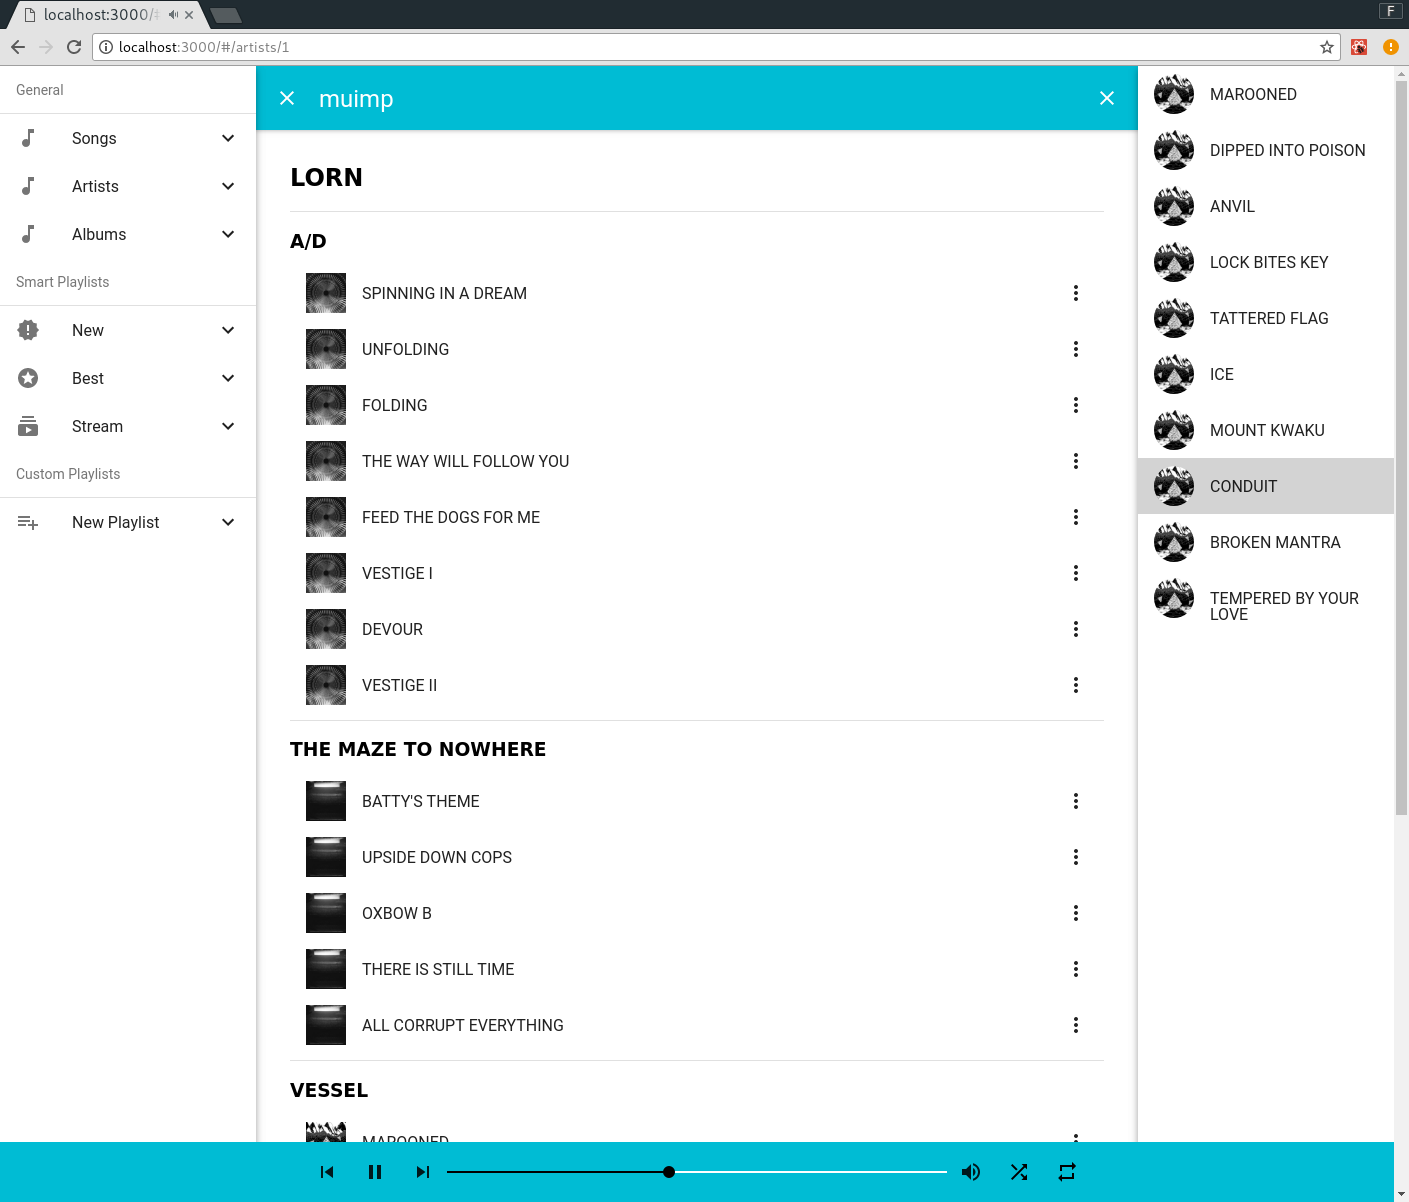 localhost:3000/#
F
localhost:3000/#/artists/1
General
Songs
Artists
Albums
Smart Playlists
New
Best
Stream
Custom Playlists
New Playlist
muimp
LORN
A/D
SPINNING IN A DREAM
UNFOLDING
FOLDING
THE WAY WILL FOLLOW YOU
FEED THE DOGS FOR ME
VESTIGE I
DEVOUR
VESTIGE II
THE MAZE TO NOWHERE
BATTY'S THEME
UPSIDE DOWN COPS
OXBOW B
THERE IS STILL TIME
ALL CORRUPT EVERYTHING
VESSEL
MAROONED
MAROONED
DIPPED INTO POISON
ANVIL
LOCK BITES KEY
TATTERED FLAG
ICE
MOUNT KWAKU
CONDUIT
BROKEN MANTRA
TEMPERED BY YOUR
LOVE